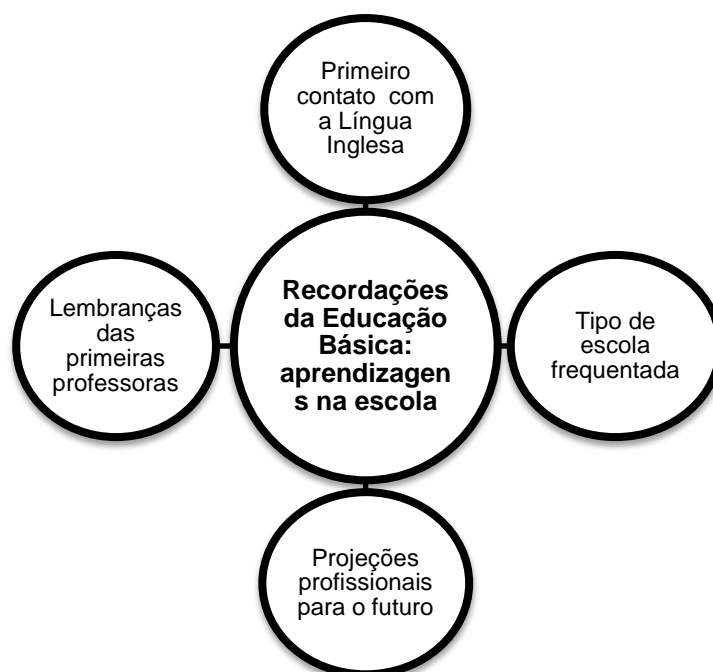 Primeiro
contato com
a Língua
Inglesa
Lembranças
das
primeiras
professoras
Recordações
da Educação
Básica:
aprendizagen
s na escola
Tipo de
escola
frequentada
Projeções
profissionais
para o futuro